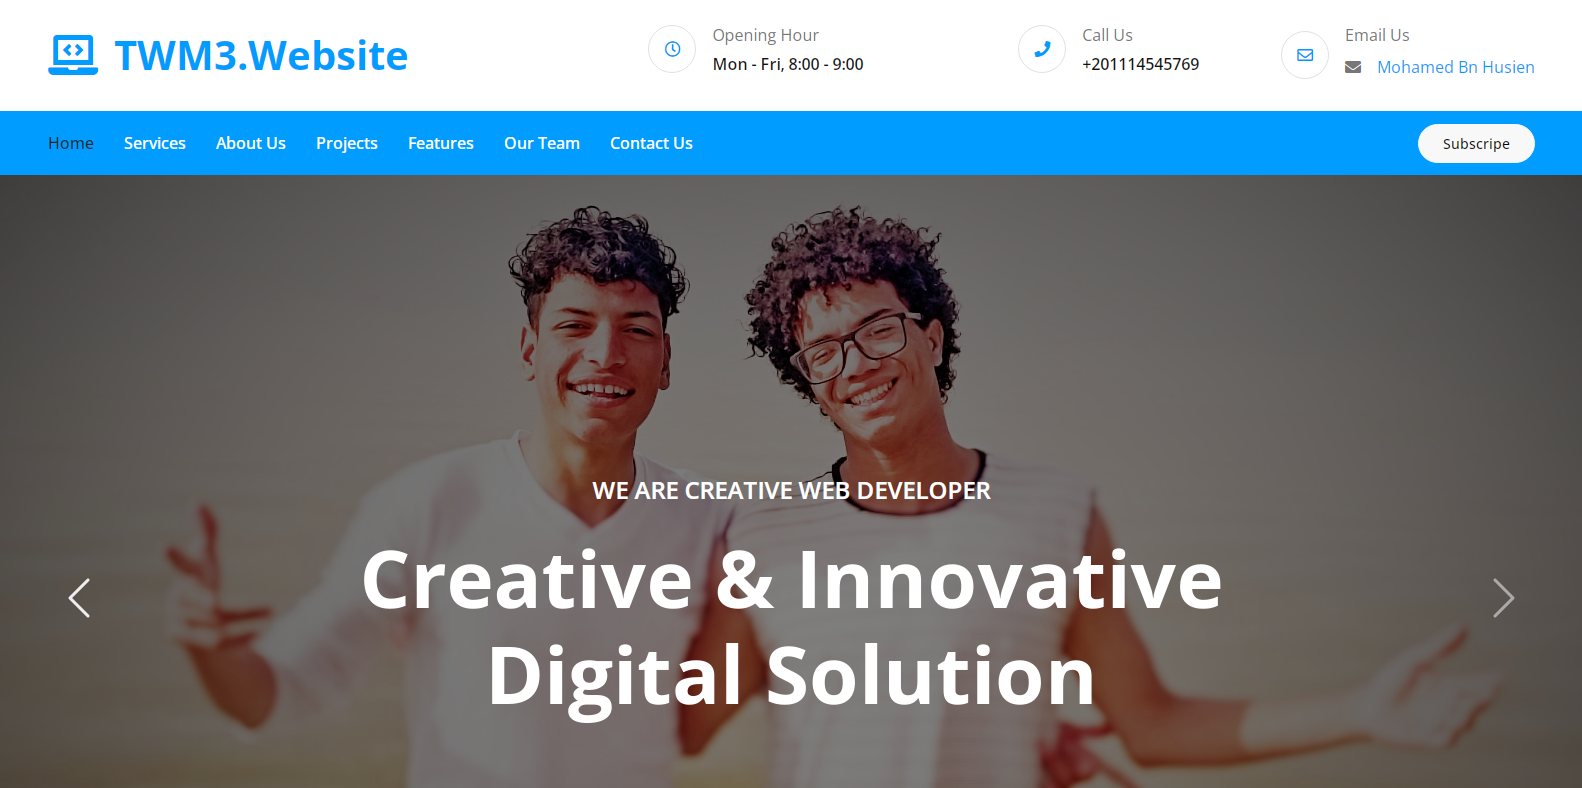 TWM3.Website
Opening Hour
Mon - Fri, 8:00 - 9:00
Call Us
+201114545769
Email Us
Mohamed Bn Husien
Home Services About Us Projects Features Our Team Contact Us Subscripe
WE ARE CREATIVE WEB DEVELOPER
Creative & Innovative
Digital Solution